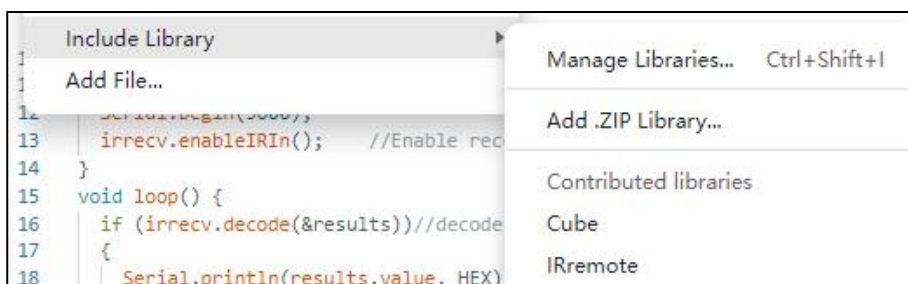 Include Library
Add File...
Manage Libraries... Ctrl+Shift+I
Add .ZIP Library...
Contributed libraries
Cube
IRremote
12
13 irrecv.enableIRIn(); //Enable rec
14 }
15 void loop() {
16 if (irrecv.decode(&results))//decode
17 {
18 Serial.println(results.value, HEX)